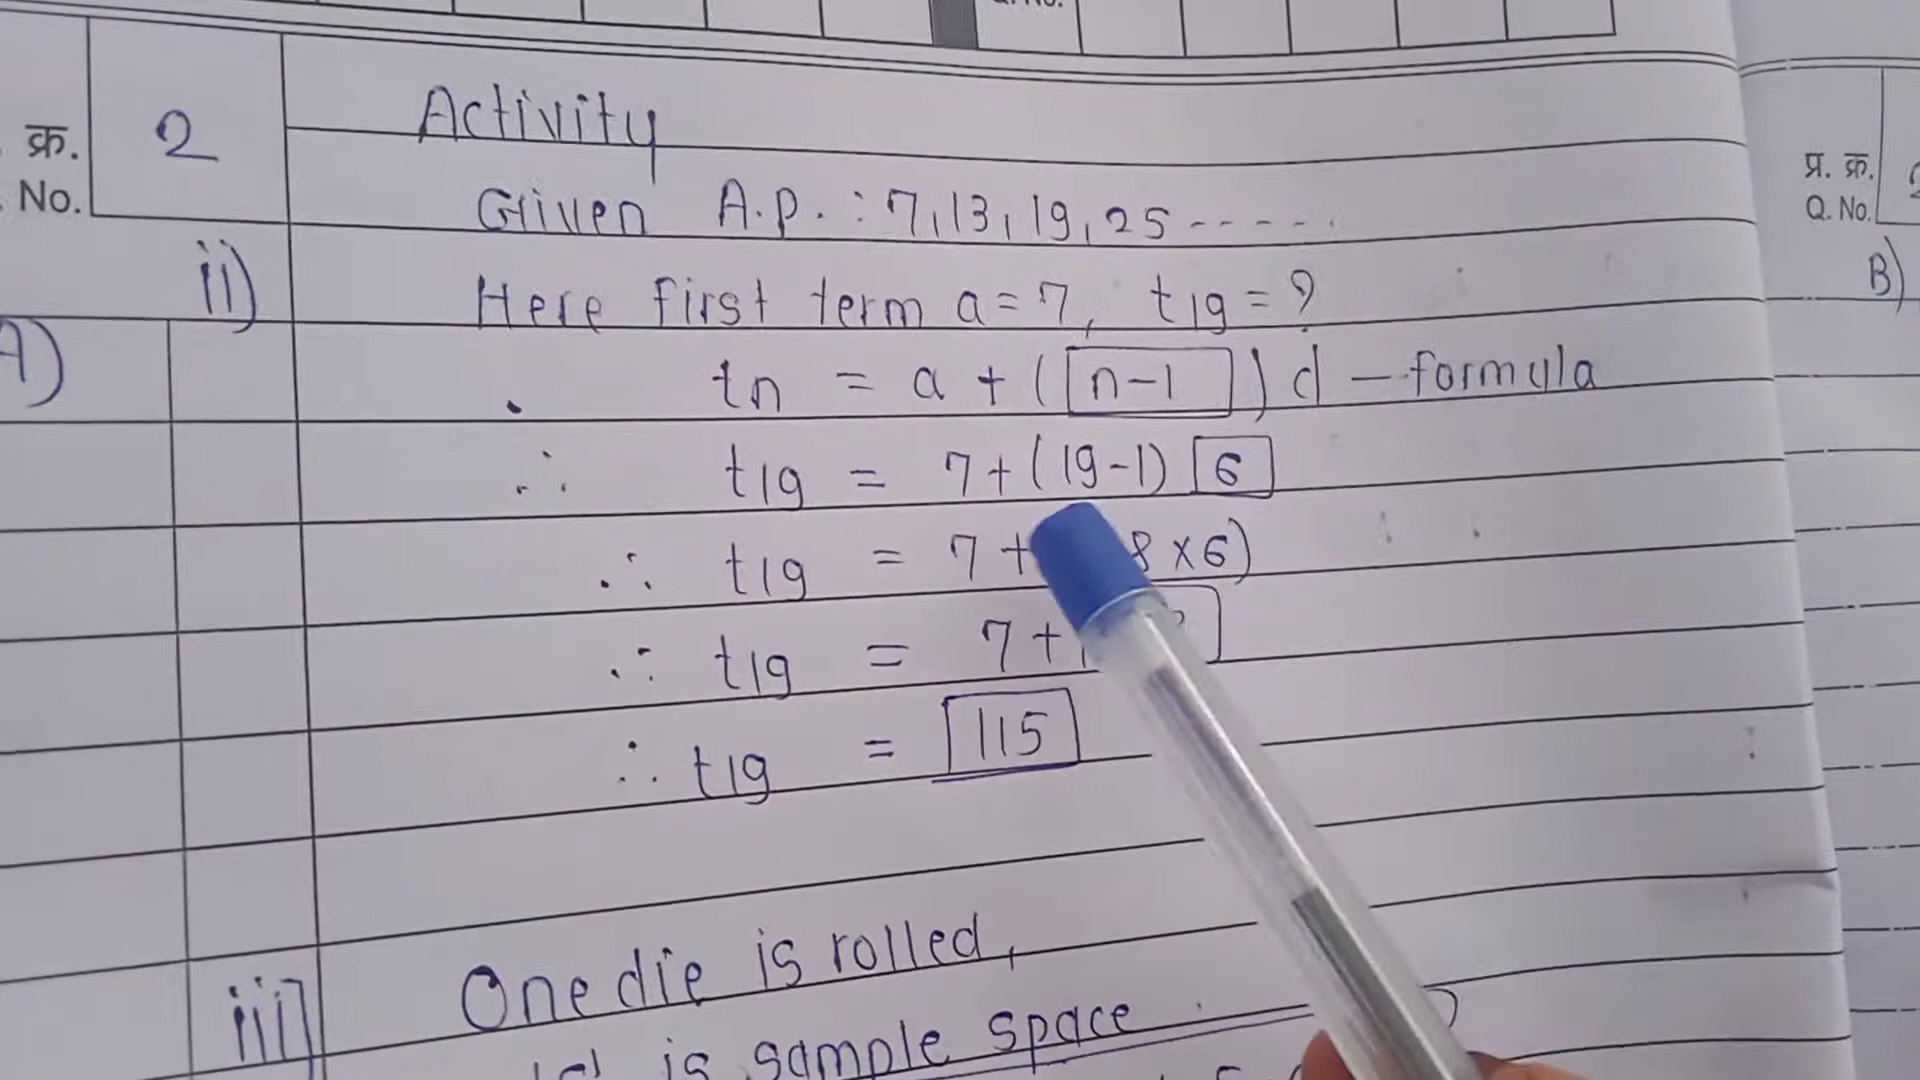 Q. No.
क्र. 2 Activity
No.
प्र. क्र.
Q. No.
Given A.P. : 7, 13, 19, 25 -----.
A) ii) Here first term a = 7, t19 = ?
B)
tn = a + (n-1) d - formula
∴ t19 = 7 + (19-1) 6
∴ t19 = 7 + 8 × 6)
∴ t19 = 7 +
∴ t19 = 115
iii] One die is rolled,
is sample space